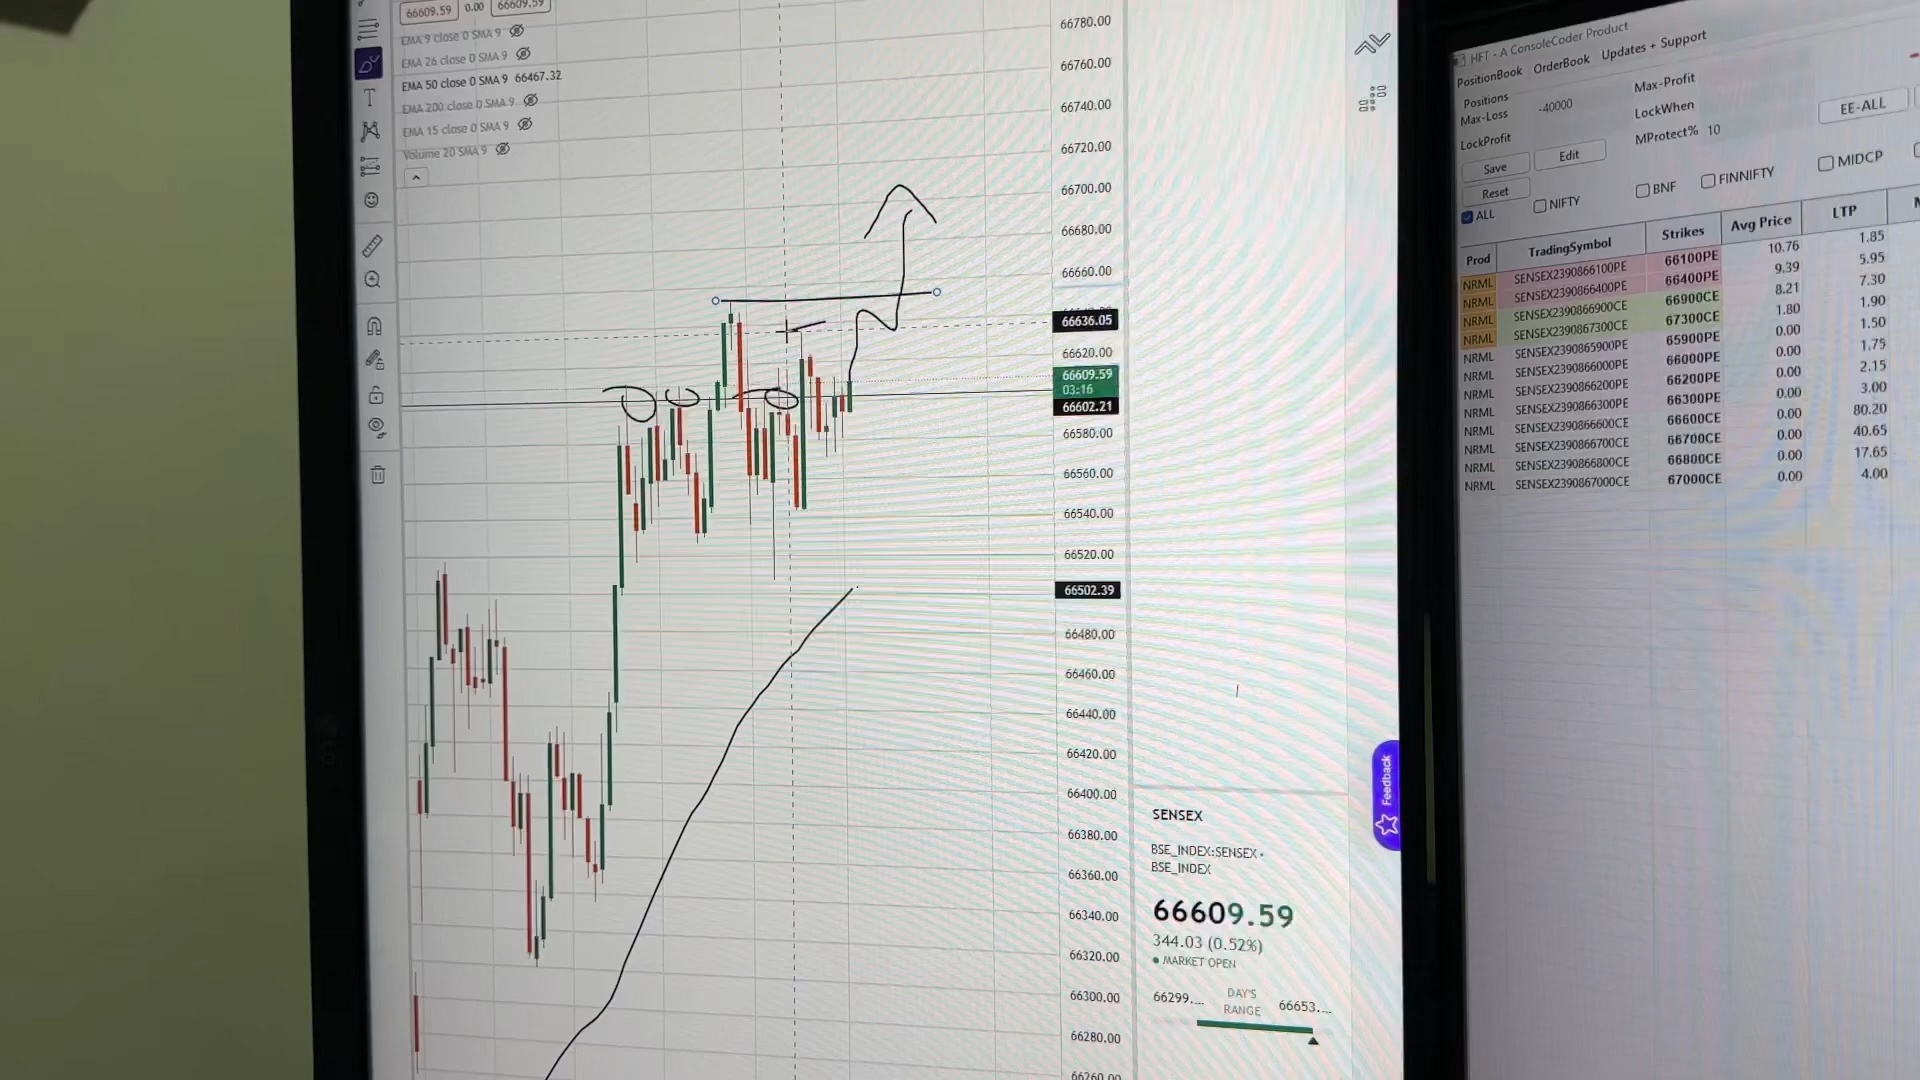 66609.59 0.00 66609.59
EMA 9 close 0 SMA 9
EMA 26 close 0 SMA 9
EMA 50 close 0 SMA 9 66467.32
EMA 200 close 0 SMA 9
EMA 15 close 0 SMA 9
Volume 20 SMA 9
66780.00
66760.00
66740.00
66720.00
66700.00
66680.00
66660.00
66636.05
66620.00
66609.59
03:16
66602.21
66580.00
66560.00
66540.00
66520.00
66502.39
66480.00
66460.00
66440.00
66420.00
66400.00
66380.00
66360.00
66340.00
66320.00
66300.00
66280.00
66260.00
Feedback
SENSEX
BSE_INDEX:SENSEX •
BSE_INDEX
66609.59
344.03 (0.52%)
• MARKET OPEN
66299.... DAY'S RANGE 66653....
HFT - A ConsoleCoder Product
PositionBook OrderBook Updates + Support
Positions
Max-Loss -40000 Max-Profit
LockProfit LockWhen
MProtect% 10
EE-ALL
Save Edit
Reset
ALL NIFTY BNF FINNIFTY MIDCP
Prod TradingSymbol Strikes Avg Price LTP
NRML SENSEX2390866100PE 66100PE 10.76 1.85
NRML SENSEX2390866400PE 66400PE 9.39 5.95
NRML SENSEX2390866900CE 66900CE 8.21 7.30
NRML SENSEX2390867300CE 67300CE 1.80 1.90
NRML SENSEX2390865900PE 65900PE 0.00 1.50
NRML SENSEX2390866000PE 66000PE 0.00 1.75
NRML SENSEX2390866200PE 66200PE 0.00 2.15
NRML SENSEX2390866300PE 66300PE 0.00 3.00
NRML SENSEX2390866600CE 66600CE 0.00 80.20
NRML SENSEX2390866700CE 66700CE 0.00 40.65
NRML SENSEX2390866800CE 66800CE 0.00 17.65
NRML SENSEX2390867000CE 67000CE 0.00 4.00